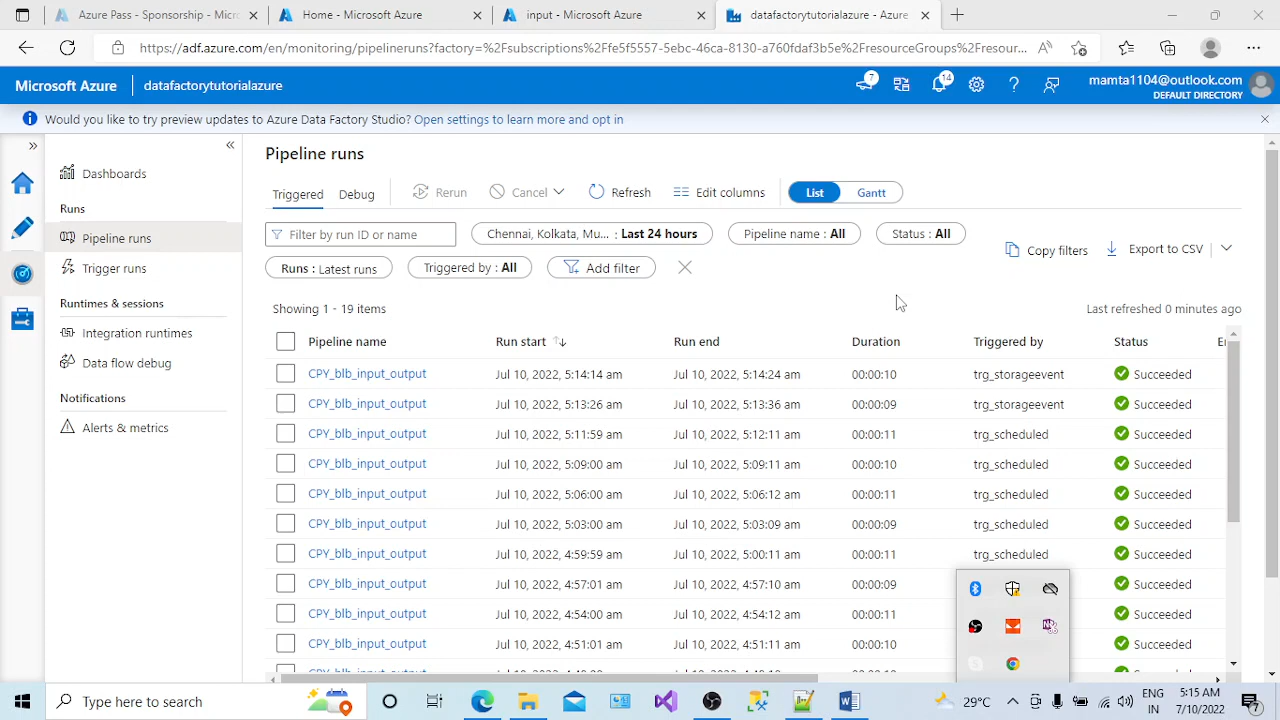 Azure Pass - Sponsorship - Micr
Home - Microsoft Azure
input - Microsoft Azure
datafactorytutorialazure - Azure
https://adf.azure.com/en/monitoring/pipelineruns?factory=%2Fsubscriptions%2Ffe5f5557-5ebc-46ca-8130-a760fdaf3b5e%2FresourceGroups%2Fresour...
Microsoft Azure datafactorytutorialazure 7 14 mamta1104@outlook.com
DEFAULT DIRECTORY
Would you like to try preview updates to Azure Data Factory Studio? Open settings to learn more and opt in
Dashboards
Runs
Pipeline runs
Trigger runs
Runtimes & sessions
Integration runtimes
Data flow debug
Notifications
Alerts & metrics
Pipeline runs
Triggered Debug Rerun Cancel Refresh Edit columns List Gantt
Filter by run ID or name Chennai, Kolkata, Mu... : Last 24 hours Pipeline name : All Status : All
Copy filters Export to CSV
Runs : Latest runs Triggered by : All Add filter
Showing 1 - 19 items Last refreshed 0 minutes ago
Pipeline name Run start Run end Duration Triggered by Status
CPY_blb_input_output Jul 10, 2022, 5:14:14 am Jul 10, 2022, 5:14:24 am 00:00:10 trg_storageevent Succeeded
CPY_blb_input_output Jul 10, 2022, 5:13:26 am Jul 10, 2022, 5:13:36 am 00:00:09 trg_storageevent Succeeded
CPY_blb_input_output Jul 10, 2022, 5:11:59 am Jul 10, 2022, 5:12:11 am 00:00:11 trg_scheduled Succeeded
CPY_blb_input_output Jul 10, 2022, 5:09:00 am Jul 10, 2022, 5:09:11 am 00:00:10 trg_scheduled Succeeded
CPY_blb_input_output Jul 10, 2022, 5:06:00 am Jul 10, 2022, 5:06:12 am 00:00:11 trg_scheduled Succeeded
CPY_blb_input_output Jul 10, 2022, 5:03:00 am Jul 10, 2022, 5:03:09 am 00:00:09 trg_scheduled Succeeded
CPY_blb_input_output Jul 10, 2022, 4:59:59 am Jul 10, 2022, 5:00:11 am 00:00:11 trg_scheduled Succeeded
CPY_blb_input_output Jul 10, 2022, 4:57:01 am Jul 10, 2022, 4:57:10 am 00:00:09 Succeeded
CPY_blb_input_output Jul 10, 2022, 4:54:00 am Jul 10, 2022, 4:54:12 am 00:00:11 Succeeded
CPY_blb_input_output Jul 10, 2022, 4:51:01 am Jul 10, 2022, 4:51:11 am 00:00:10 Succeeded
Type here to search 29°C ENG 5:15 AM
IN 7/10/2022 7